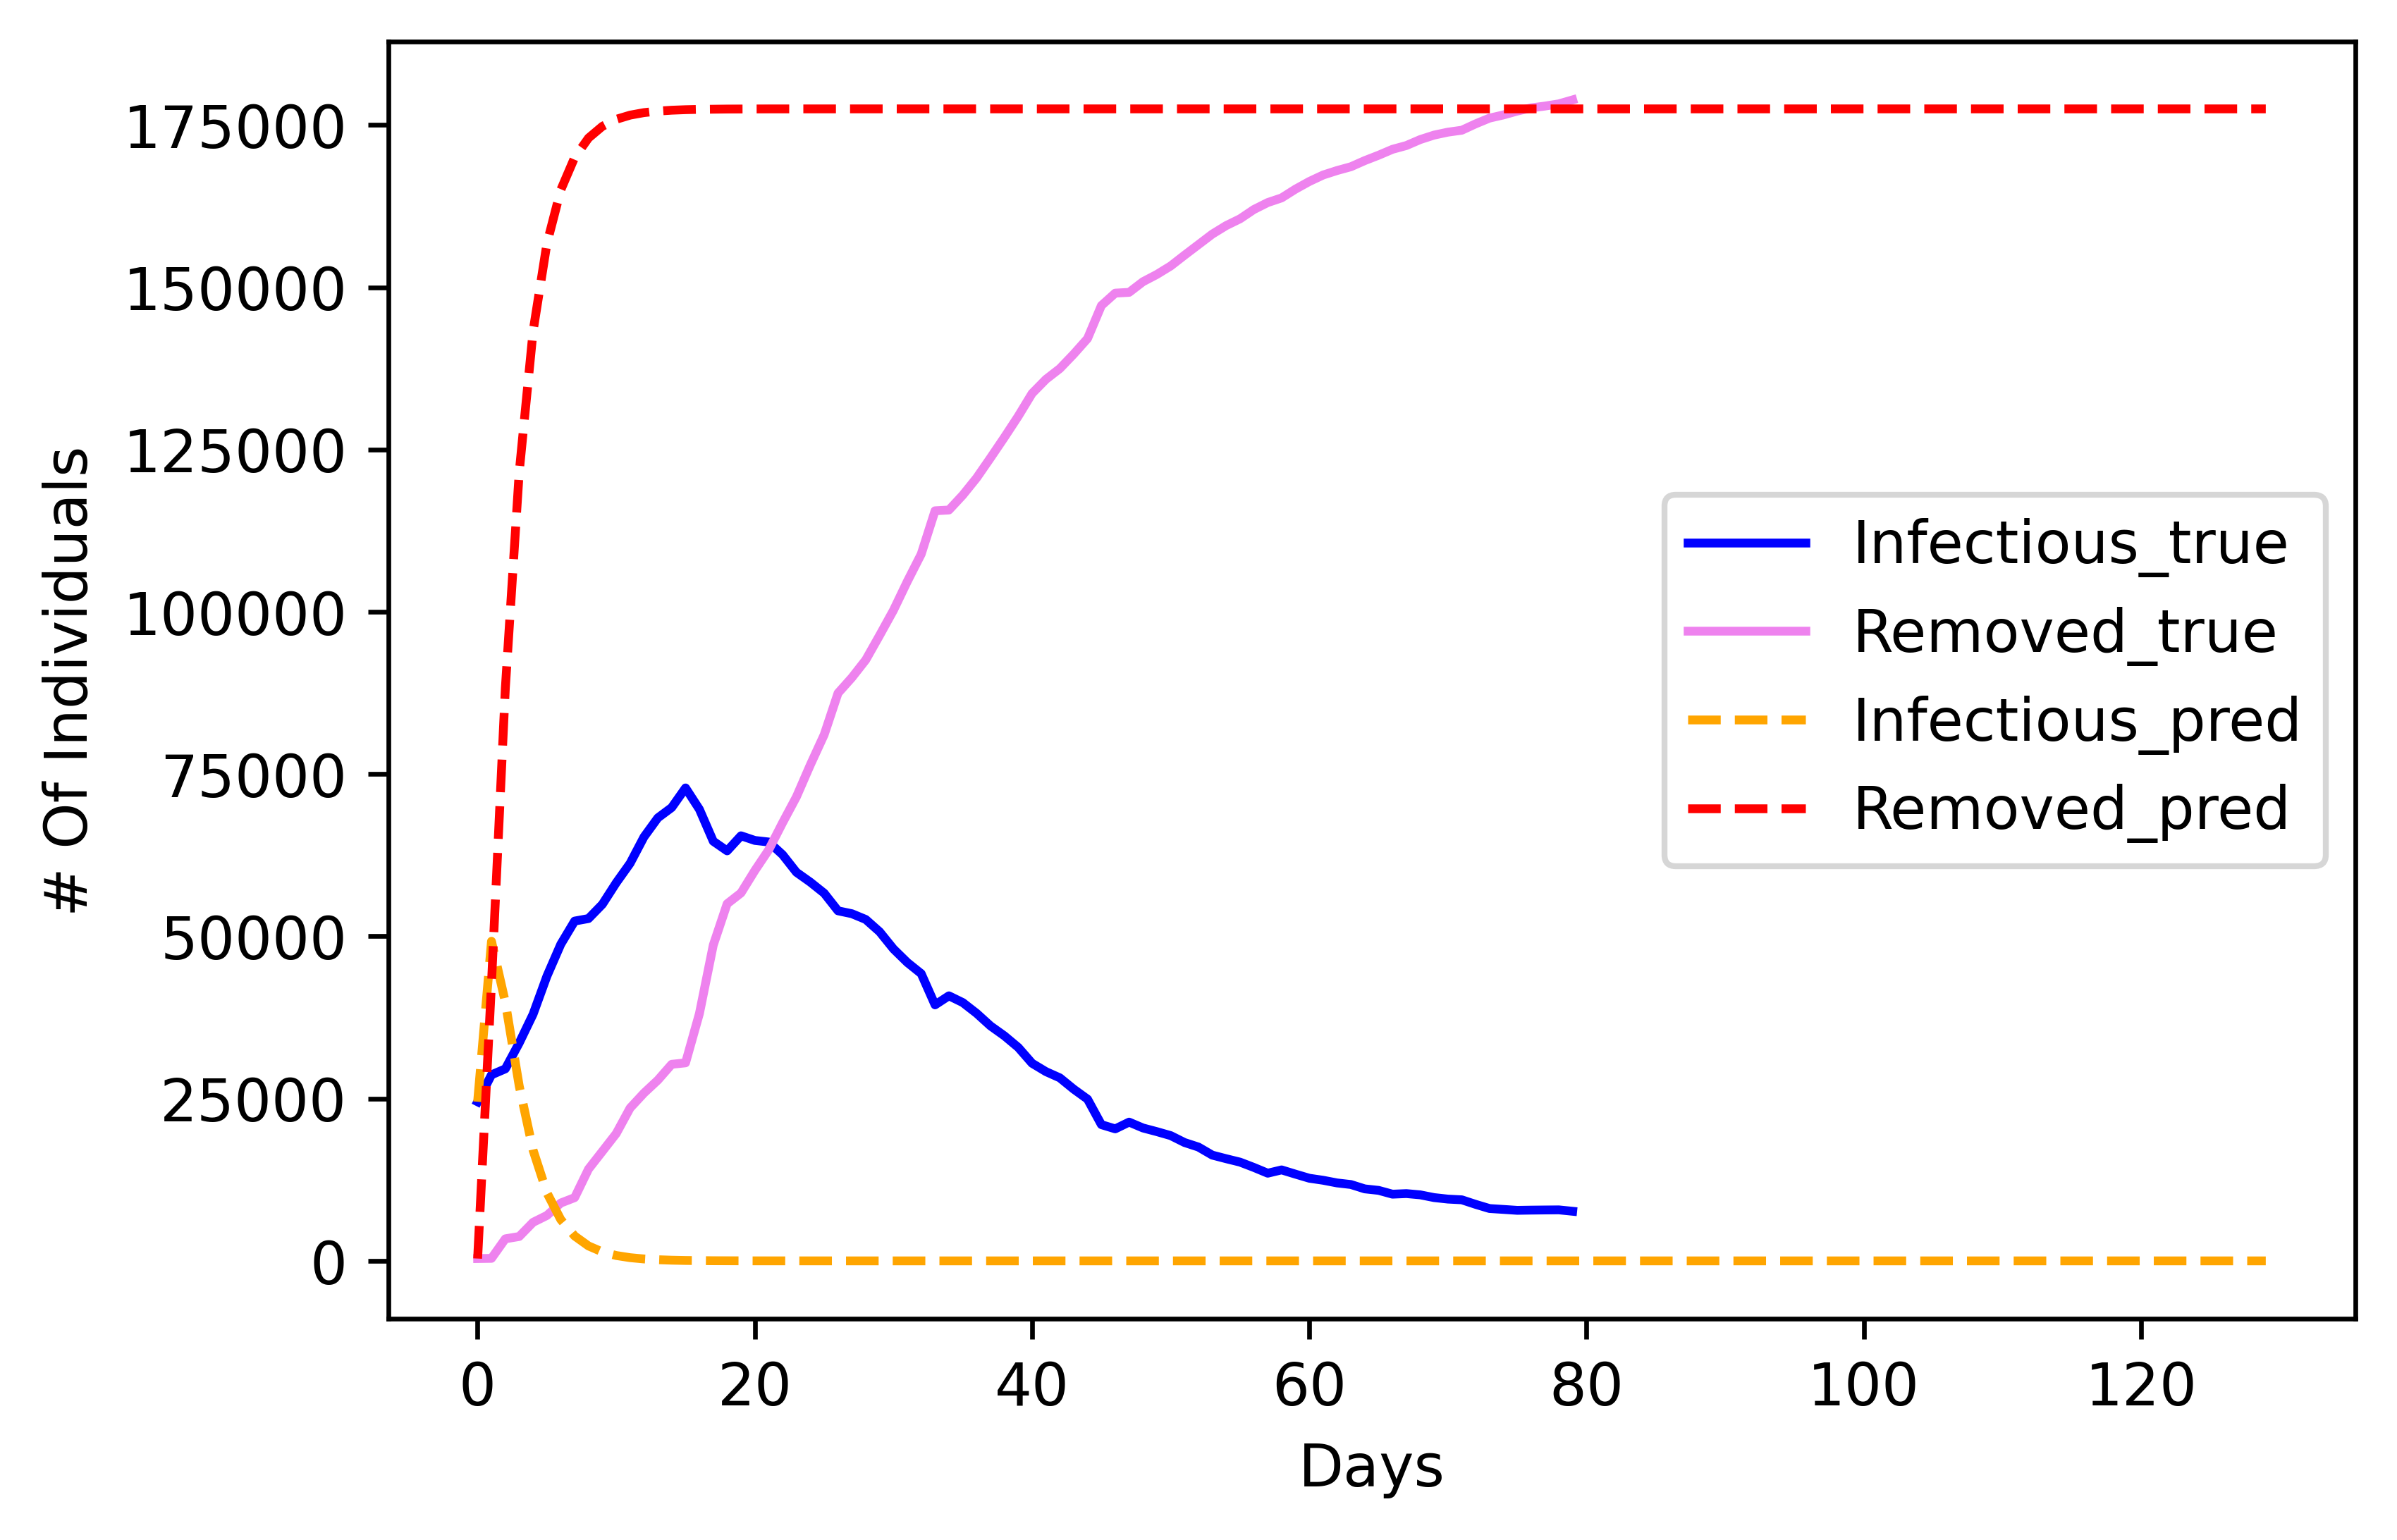 # Of Individuals
175000
150000
125000
100000
75000
50000
25000
0
Infectious_true
Removed_true
Infectious_pred
Removed_pred
0 20 40 60 80 100 120
Days